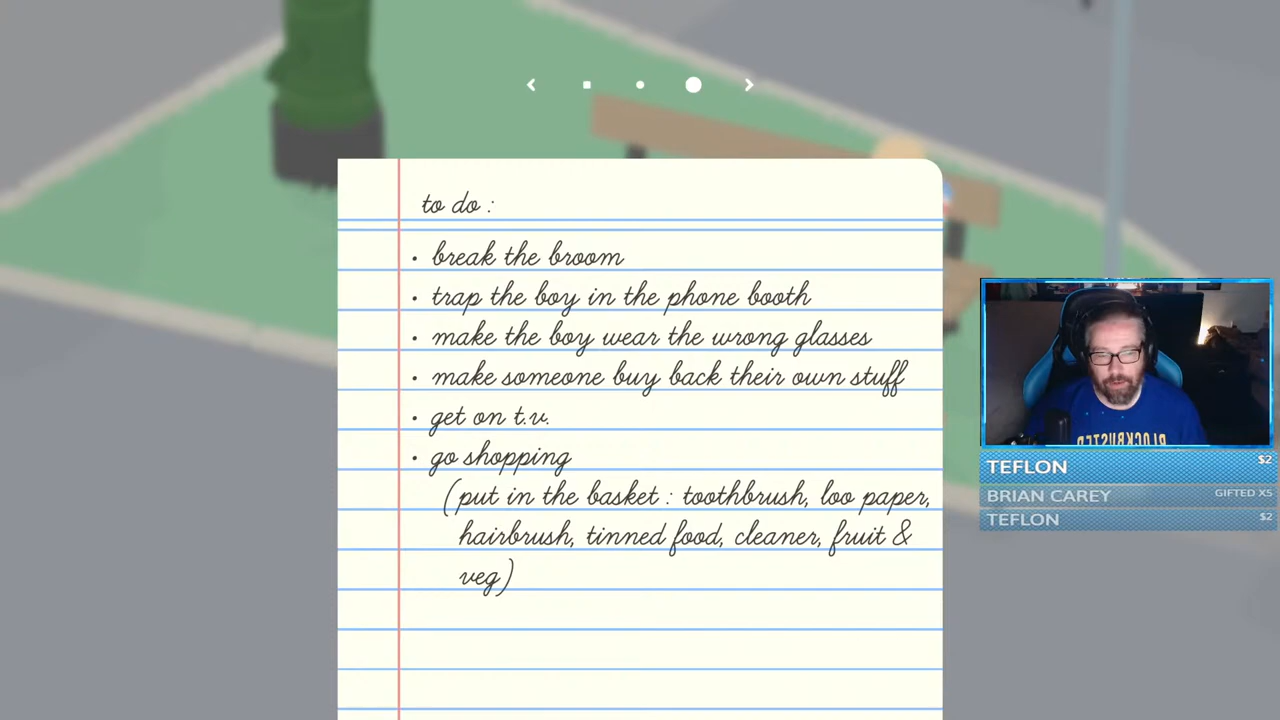 to do :
• break the broom
• trap the boy in the phone booth
• make the boy wear the wrong glasses
• make someone buy back their own stuff
• get on t.v.
• go shopping
(put in the basket : toothbrush, loo paper,
hairbrush, tinned food, cleaner, fruit &
veg)
BLOCKBUSTER
TEFLON $2
BRIAN CAREY GIFTED X5
TEFLON $2